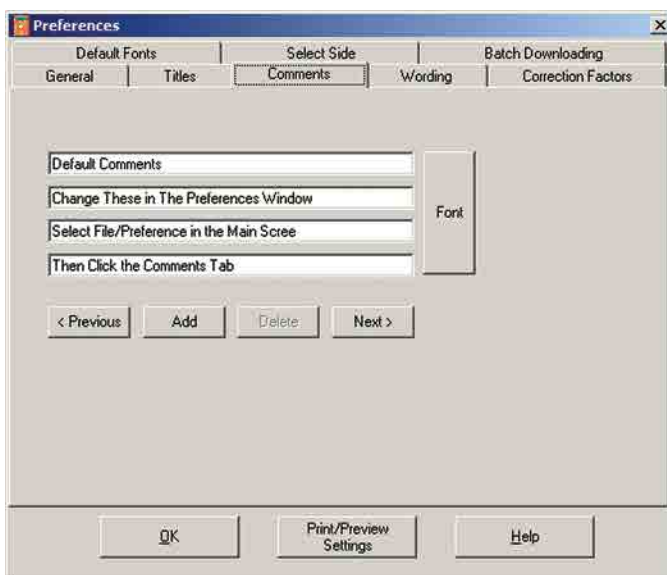 Preferences
Default Fonts Select Side Batch Downloading
General Titles Comments Wording Correction Factors
Default Comments
Change These in The Preferences Window
Select File/Preference in the Main Scree
Then Click the Comments Tab
Font
< Previous Add Delete Next >
OK Print/Preview Settings Help